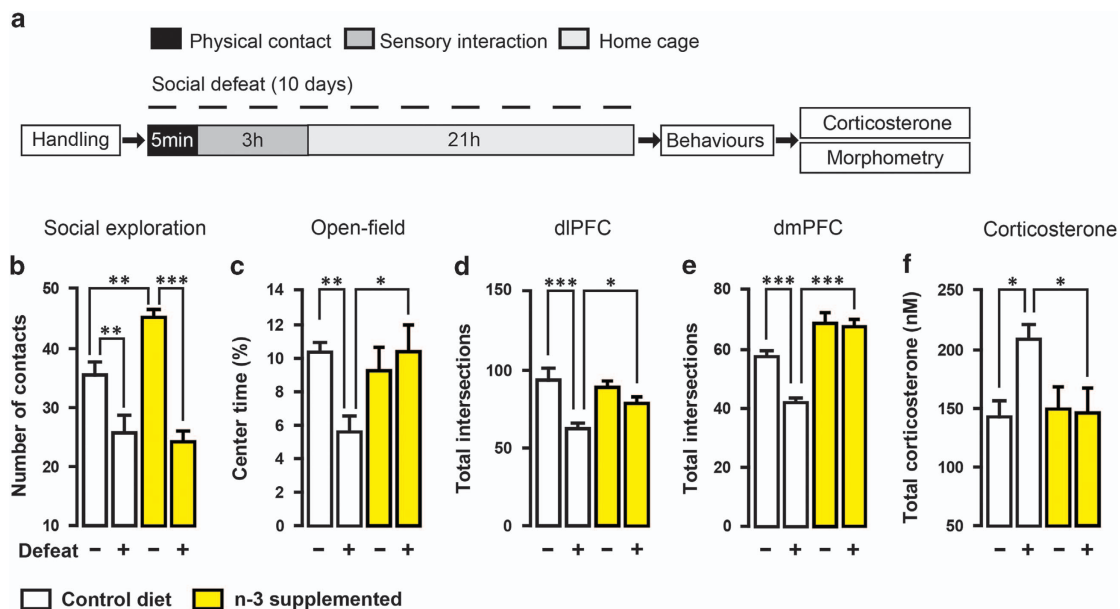 a
Physical contact Sensory interaction Home cage
Social defeat (10 days)
Handling 5min 3h 21h Behaviours Corticosterone
Morphometry
Social exploration Open-field dlPFC dmPFC Corticosterone
b c d e f
** *** ** * *** * *** *** * *
**
Number of contacts
50
40
30
20
10
Center time (%)
14
12
10
8
6
4
2
0
Total intersections
150
100
50
0
Total intersections
80
60
40
20
0
Total corticosterone (nM)
250
200
150
100
50
Defeat – + – + – + – + – + – + – + – + – + – +
Control diet n-3 supplemented